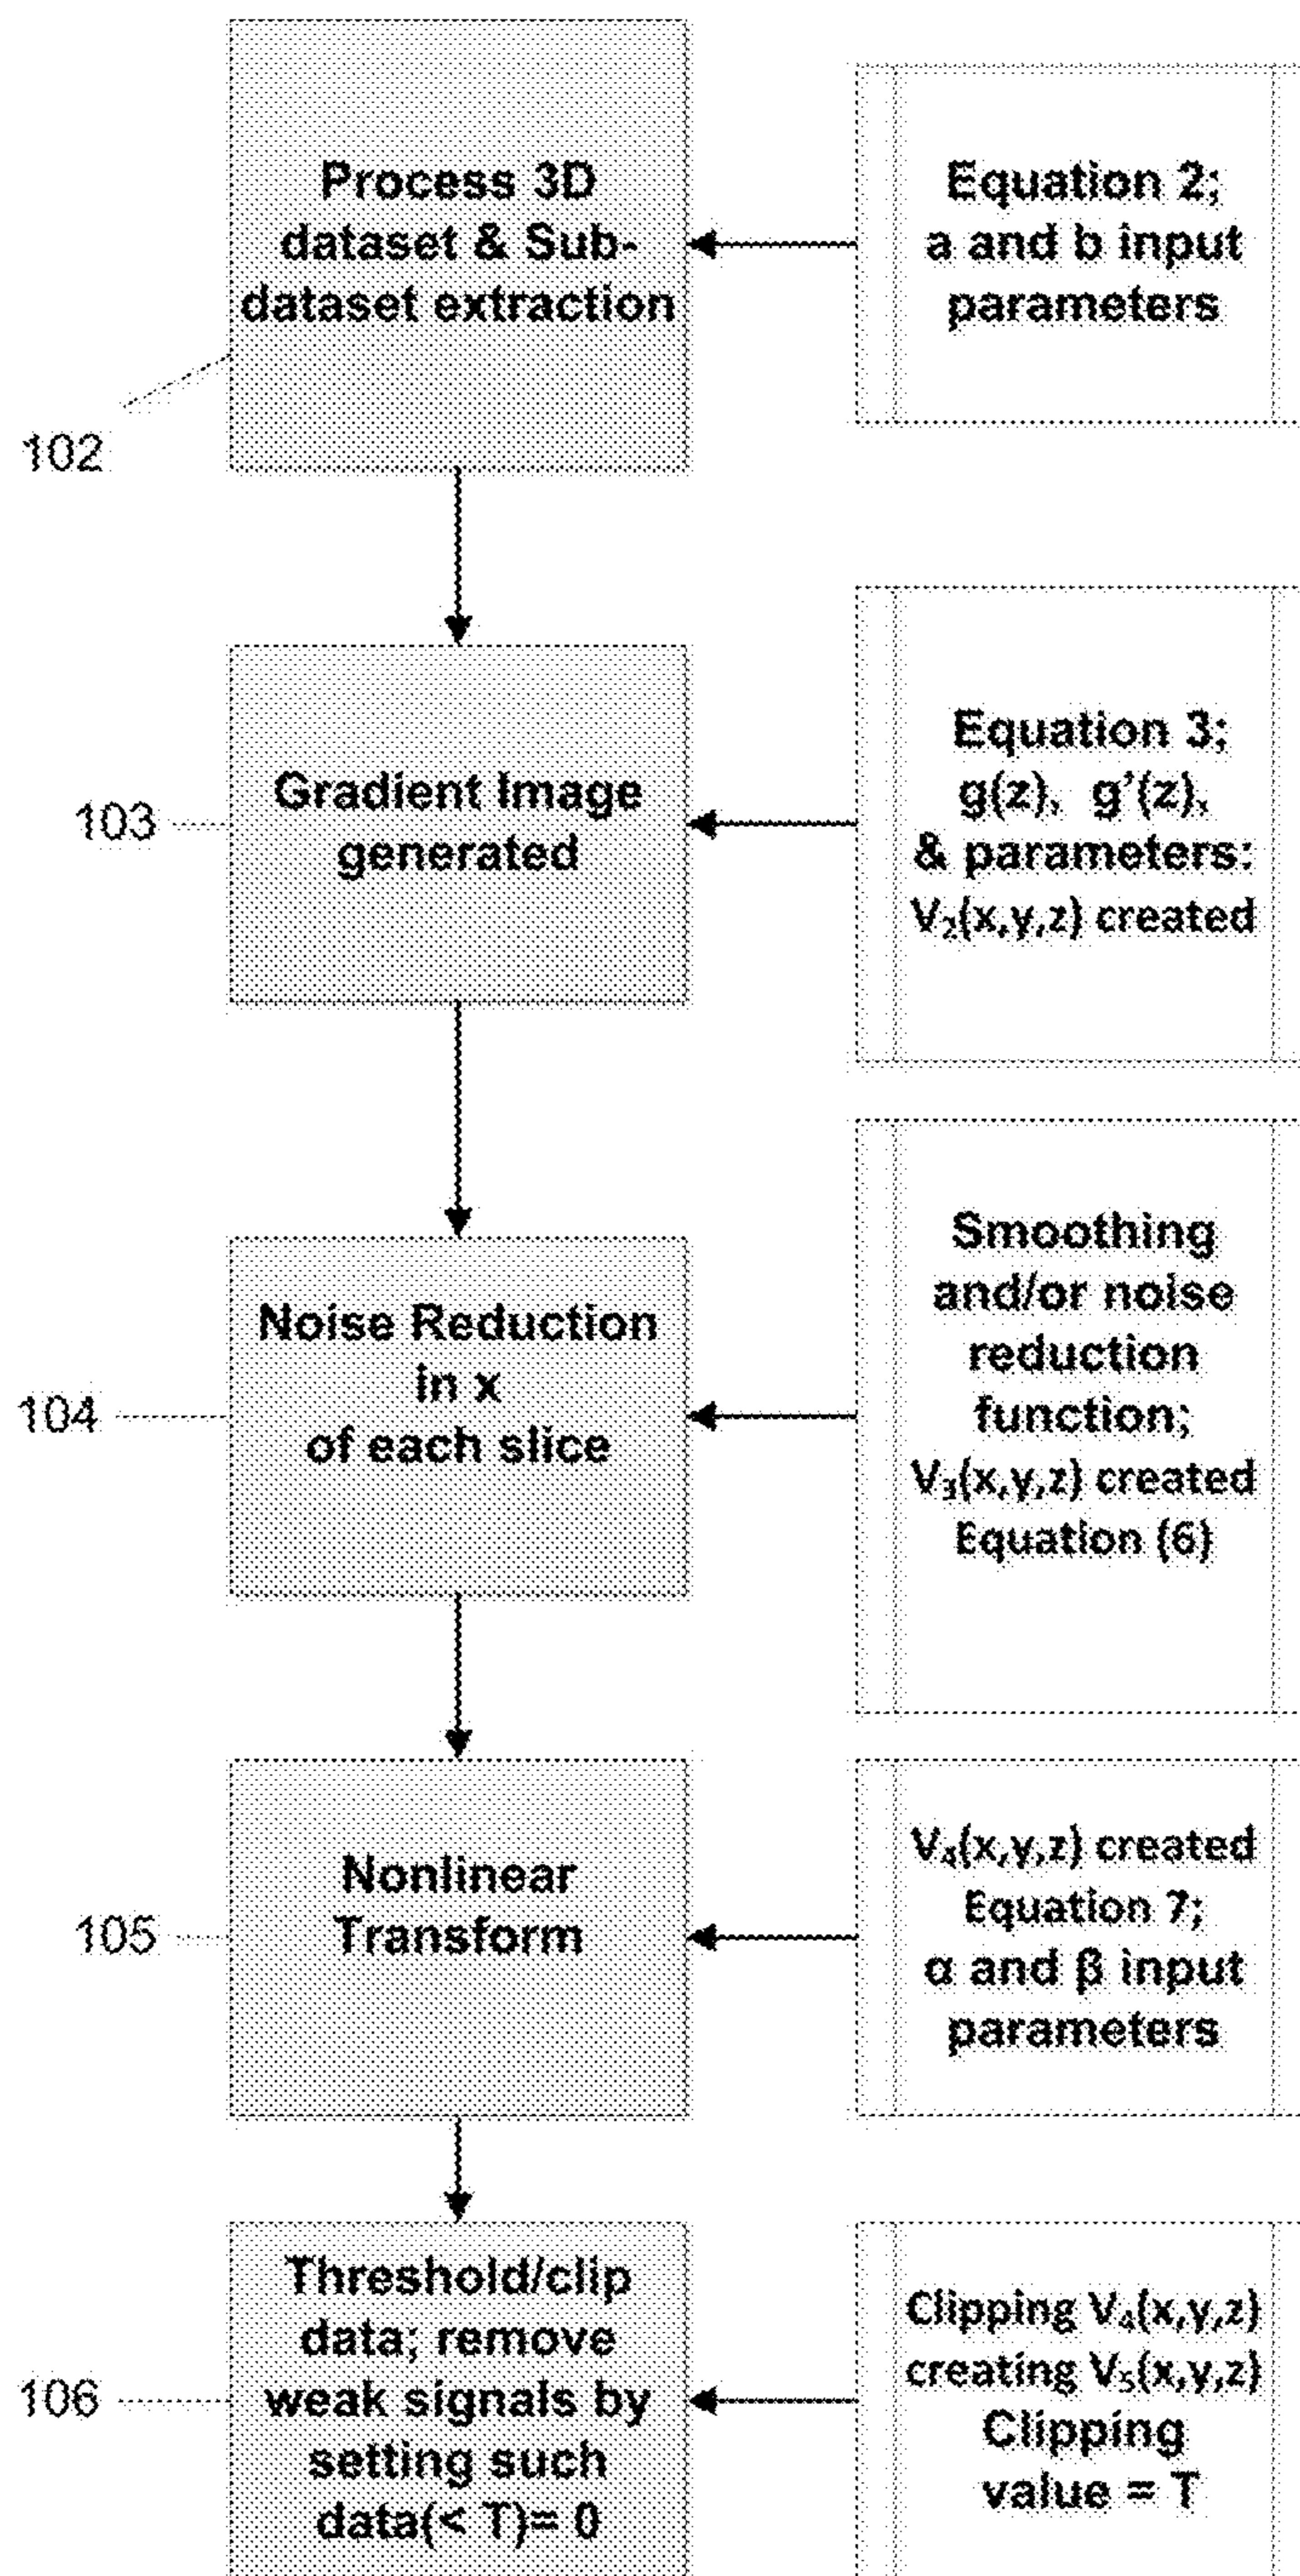 Process 3D
dataset & Sub-
dataset extraction
Equation 2;
a and b input
parameters
102
Gradient Image
generated
Equation 3;
g(z), g’(z),
& parameters:
V₂(x,y,z) created
103
Noise Reduction
in x
of each slice
Smoothing
and/or noise
reduction
function;
V₃(x,y,z) created
Equation (6)
104
Nonlinear
Transform
V₄(x,y,z) created
Equation 7;
α and β input
parameters
105
Threshold/clip
data; remove
weak signals by
setting such
data(< T)= 0
Clipping V₄(x,y,z)
creating V₅(x,y,z)
Clipping
value = T
106